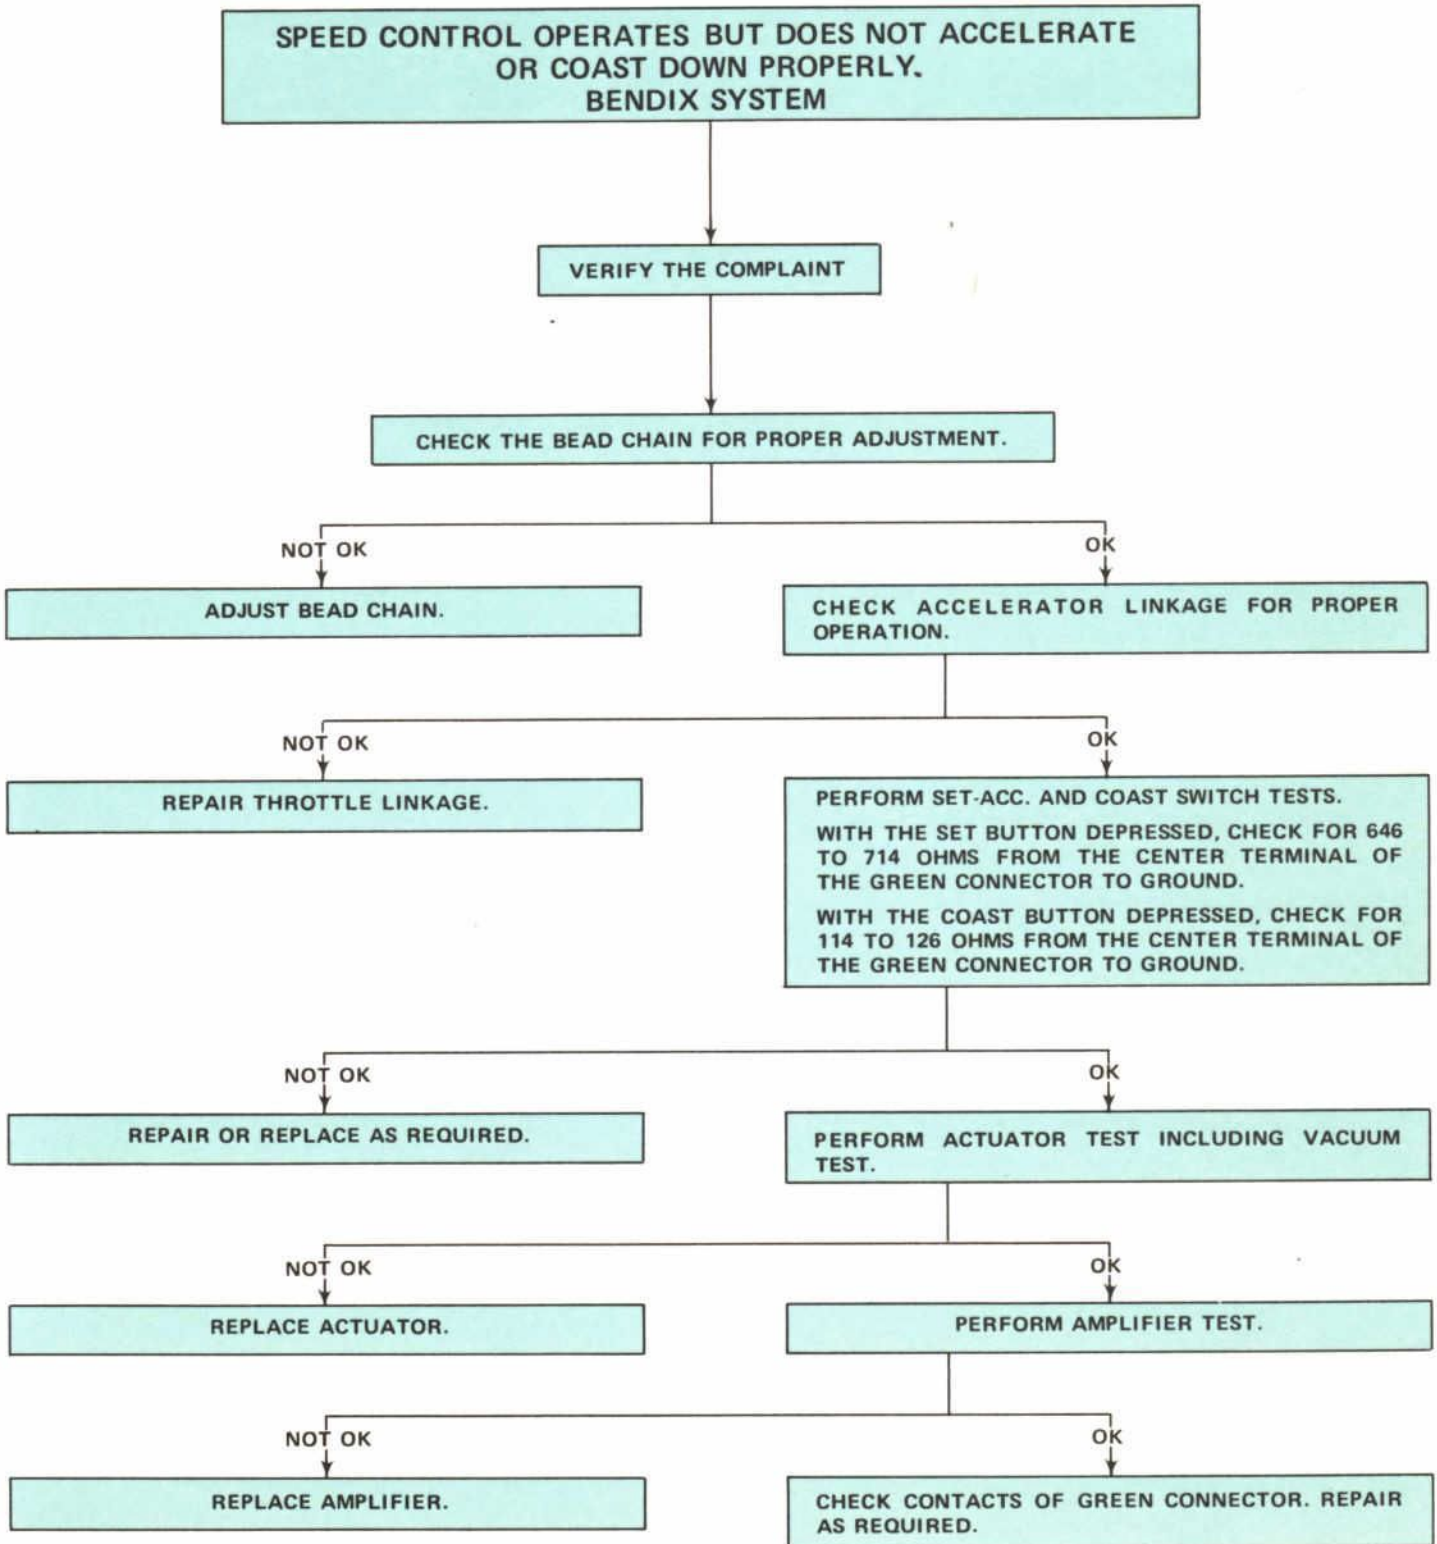 SPEED CONTROL OPERATES BUT DOES NOT ACCELERATE
OR COAST DOWN PROPERLY.
BENDIX SYSTEM
VERIFY THE COMPLAINT
CHECK THE BEAD CHAIN FOR PROPER ADJUSTMENT.
NOT OK
OK
ADJUST BEAD CHAIN.
CHECK ACCELERATOR LINKAGE FOR PROPER
OPERATION.
NOT OK
OK
REPAIR THROTTLE LINKAGE.
PERFORM SET-ACC. AND COAST SWITCH TESTS.
WITH THE SET BUTTON DEPRESSED, CHECK FOR 646
TO 714 OHMS FROM THE CENTER TERMINAL OF
THE GREEN CONNECTOR TO GROUND.
WITH THE COAST BUTTON DEPRESSED, CHECK FOR
114 TO 126 OHMS FROM THE CENTER TERMINAL OF
THE GREEN CONNECTOR TO GROUND.
NOT OK
OK
REPAIR OR REPLACE AS REQUIRED.
PERFORM ACTUATOR TEST INCLUDING VACUUM
TEST.
NOT OK
OK
REPLACE ACTUATOR.
PERFORM AMPLIFIER TEST.
NOT OK
OK
REPLACE AMPLIFIER.
CHECK CONTACTS OF GREEN CONNECTOR. REPAIR
AS REQUIRED.